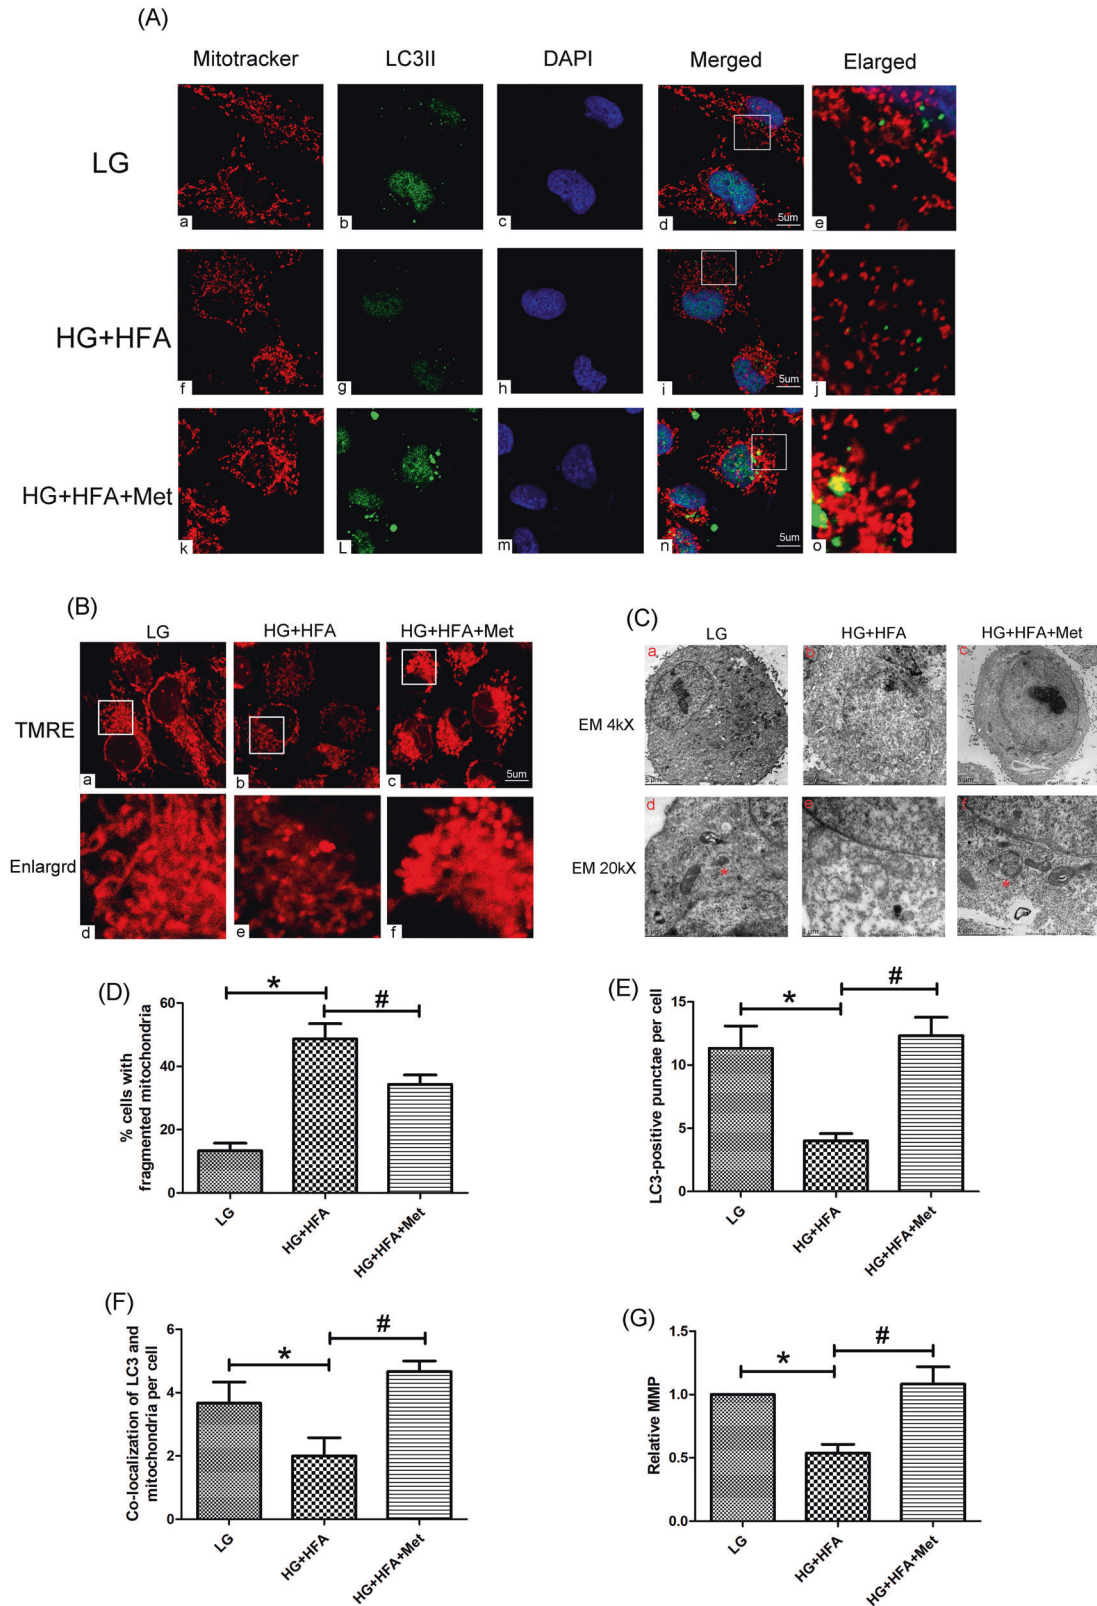 (A)
Mitotracker LC3II DAPI Merged Elarged
LG
a b c d 5um e
HG+HFA
f g h i 5um j
HG+HFA+Met
k L m n 5um o
(B)
LG HG+HFA HG+HFA+Met
TMRE
a b c 5um
Enlargrd
d e f
(C)
LG HG+HFA HG+HFA+Met
EM 4kX
a b c
EM 20kX
d e f
* *
(D)
* #
% cells with
fragmented mitochondria
60
40
20
0
LG HG+HFA HG+HFA+Met
(E)
* #
LC3-positive punctae per cell
15
10
5
0
LG HG+HFA HG+HFA+Met
(F)
* #
Co-localization of LC3 and
mitochondria per cell
6
4
2
0
LG HG+HFA HG+HFA+Met
(G)
* #
Relative MMP
1.5
1.0
0.5
0.0
LG HG+HFA HG+HFA+Met